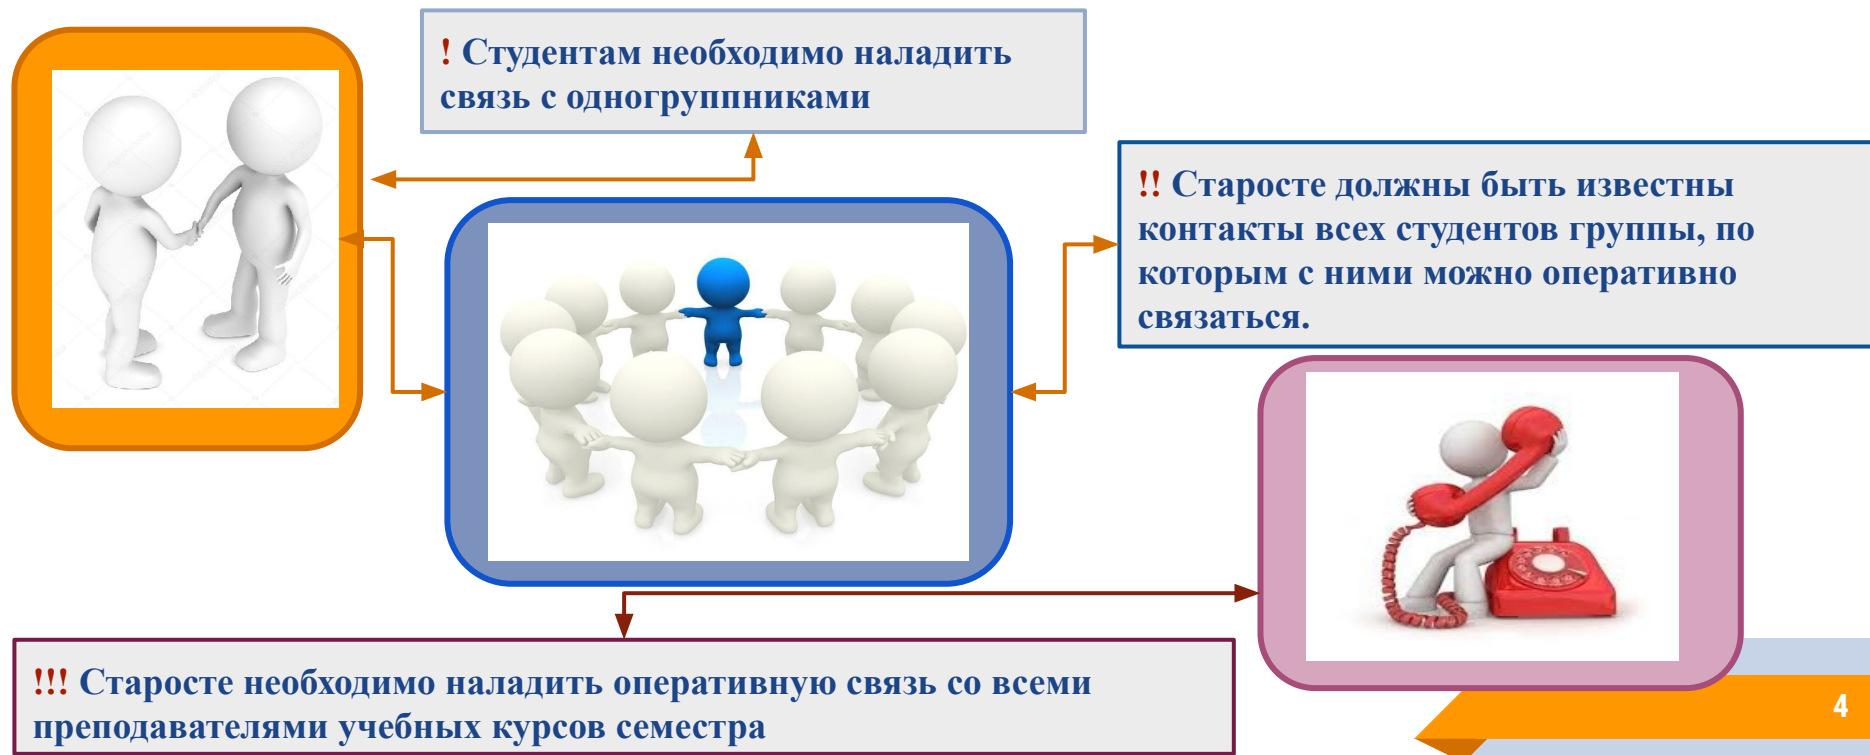 ! Студентам необходимо наладить
связь с одногруппниками
!! Старосте должны быть известны
контакты всех студентов группы, по
которым с ними можно оперативно
связаться.
!!! Старосте необходимо наладить оперативную связь со всеми
преподавателями учебных курсов семестра
4